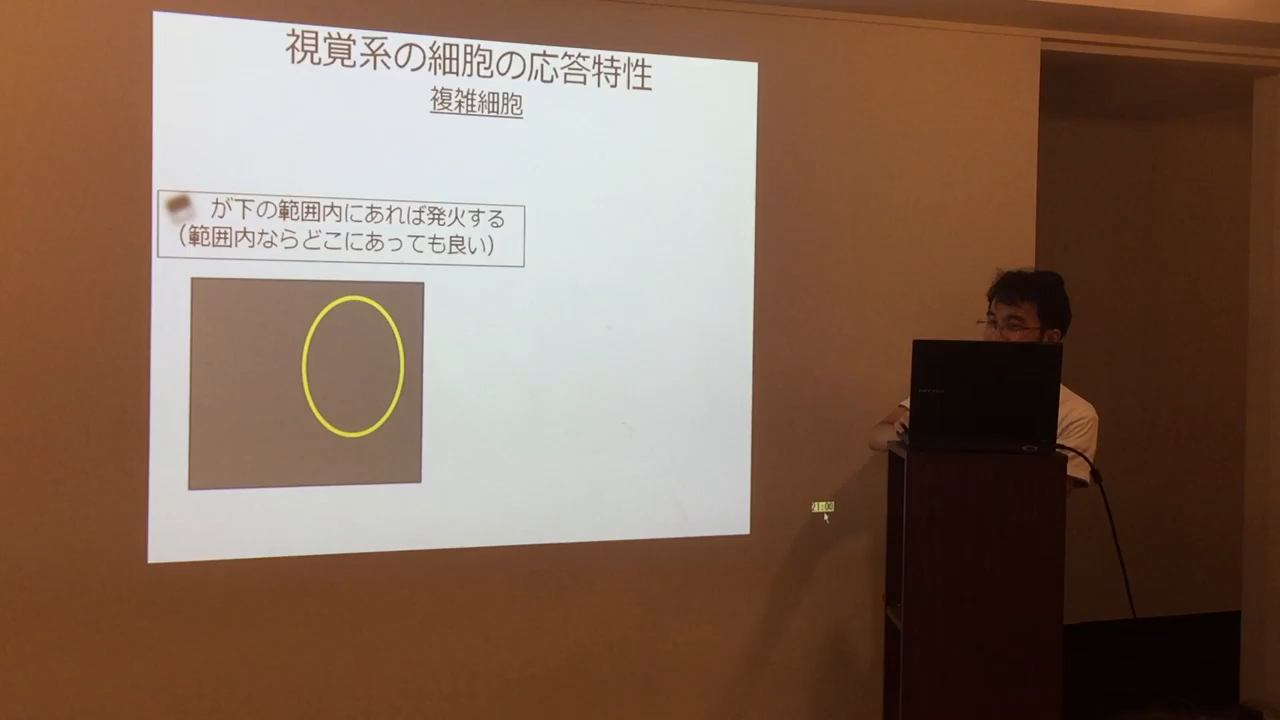 視覚系の細胞の応答特性
複雑細胞
が下の範囲内にあれば発火する
（範囲内ならどこにあっても良い）
21:00